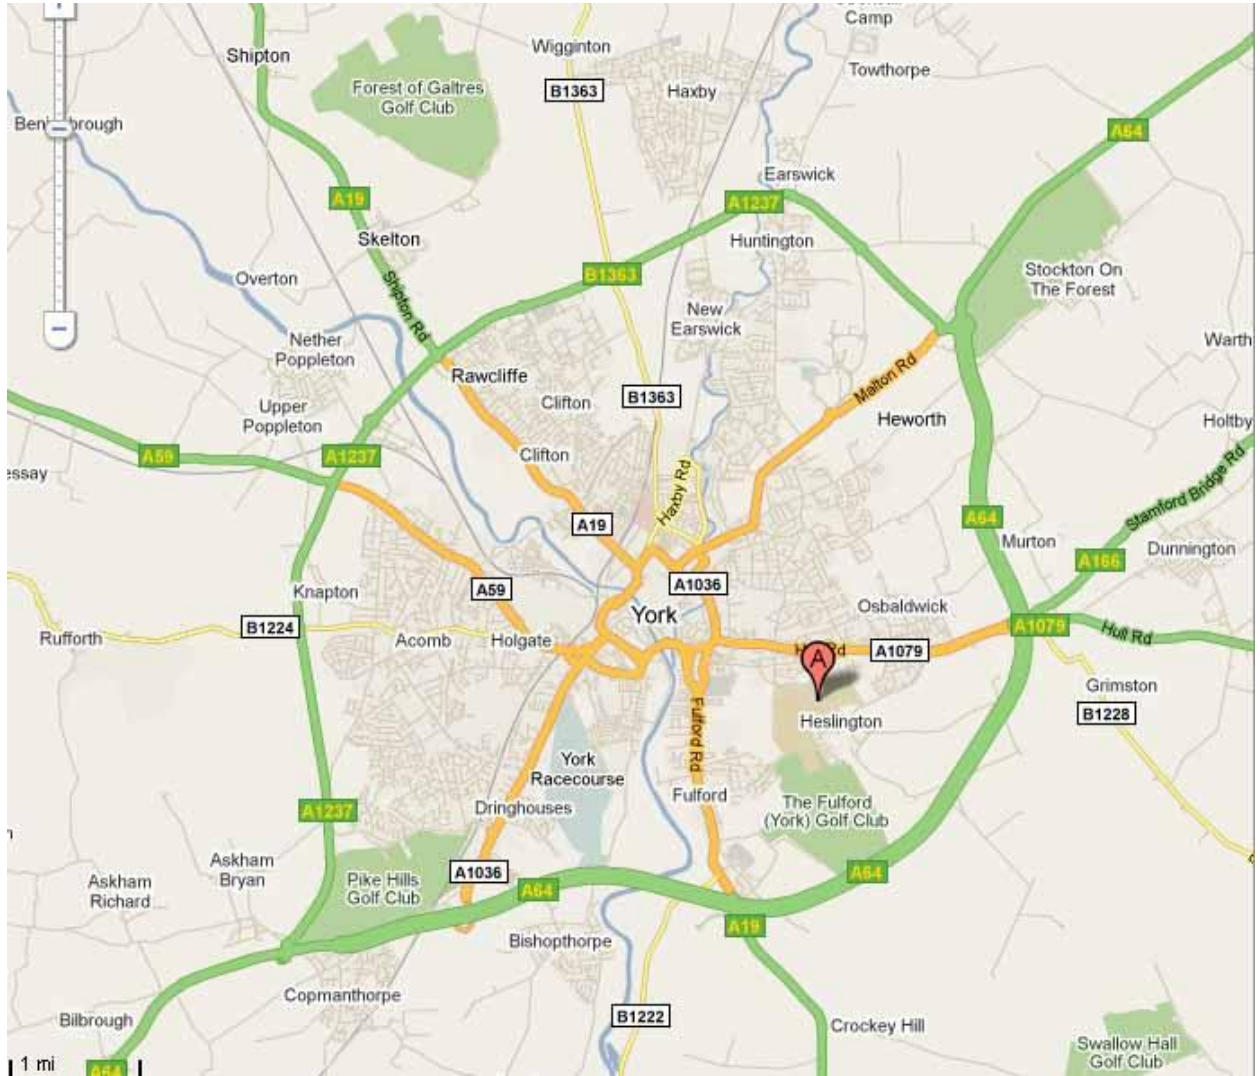 Camp
Wigginton
Shipton
Towthorpe
Forest of Galtres
Golf Club
B1363
Haxby
A64
Earswick
A19
A1237
Skelton
Huntington
Shipton Rd
Overton
B1363
Stockton On
The Forest
Nether
Poppleton
New
Earswick
Warth
Rawcliffe
Malton Rd
Clifton
B1363
Upper
Poppleton
Heworth
Holtby
A59
A1237
Clifton
essay
Haxby Rd
Stamford Bridge Rd
A19
A64
Murton
Dunnington
A166
Knapton
A59
A1036
York
Osbaldwick
B1224
A1079
Hull Rd
Rufforth
Acomb
Holgate
A
A1079
Grimston
B1228
Heslington
Fulford Rd
York
Racecourse
Fulford
The Fulford
(York) Golf Club
A1237
Dringhouses
Askham
Bryan
A1036
A64
A64
Askham
Richard
Pike Hills
Golf Club
A19
Bishopthorpe
Copmanthorpe
Bilbrough
B1222
Crockey Hill
Swallow Hall
Golf Club
1 mi
A64